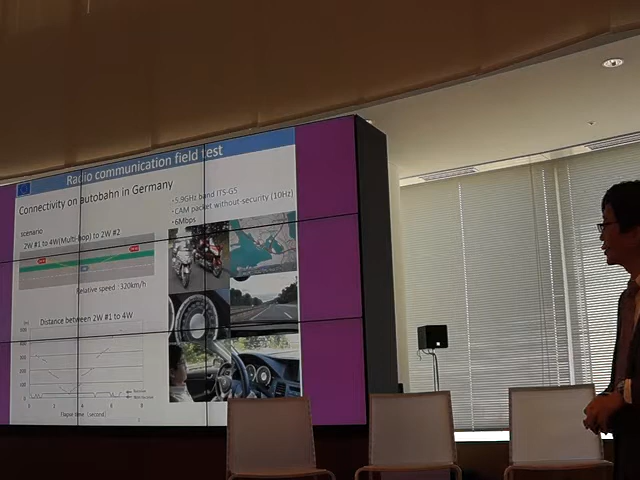 Radio communication field test
Connectivity on autobahn in Germany
・5.9GHz band ITS-G5
・CAM packet without-security (10Hz)
・6Mbps
scenario
2W #1 to 4W(Multi-hop) to 2W #2
Relative speed : 320km/h
Distance between 2W #1 to 4W
Elapse time (second)